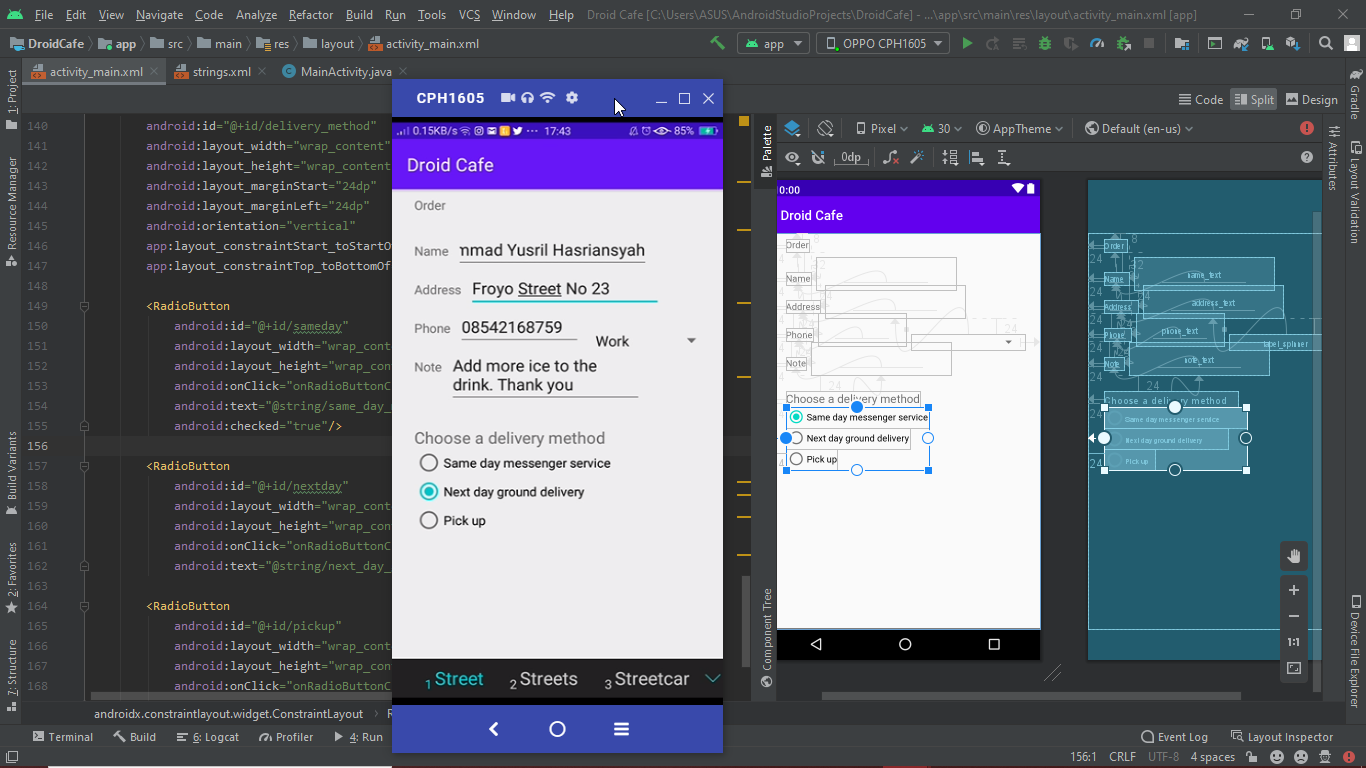 File Edit View Navigate Code Analyze Refactor Build Run Tools VCS Window Help Droid Cafe [C:\Users\ASUS\AndroidStudioProjects\DroidCafe] - ...\app\src\main\res\layout\activity_main.xml [app]
DroidCafe app src main res layout activity_main.xml app OPPO CPH1605
activity_main.xml strings.xml MainActivity.java
Code Split Design
140 android:id="@+id/delivery_method"
141 android:layout_width="wrap_content"
142 android:layout_height="wrap_content
143 android:layout_marginStart="24dp"
144 android:layout_marginLeft="24dp"
145 android:orientation="vertical"
146 app:layout_constraintStart_toStartO
147 app:layout_constraintTop_toBottomOf
148
149 <RadioButton
150 android:id="@+id/sameday"
151 android:layout_width="wrap_cont
152 android:layout_height="wrap_con
153 android:onClick="onRadioButtonC
154 android:text="@string/same_day_
155 android:checked="true"/>
156
157 <RadioButton
158 android:id="@+id/nextday"
159 android:layout_width="wrap_cont
160 android:layout_height="wrap_con
161 android:onClick="onRadioButtonC
162 android:text="@string/next_day_
163
164 <RadioButton
165 android:id="@+id/pickup"
166 android:layout_width="wrap_cont
167 android:layout_height="wrap_con
168 android:onClick="onRadioButtonC
androidx.constraintlayout.widget.ConstraintLayout
1: Project
Resource Manager
Build Variants
2: Favorites
7: Structure
CPH1605
0.15KB/s 17:43 85%
Droid Cafe
Order
Name mmad Yusril Hasriansyah
Address Froyo Street No 23
Phone 08542168759
Work
Note Add more ice to the
drink. Thank you
Choose a delivery method
Same day messenger service
Next day ground delivery
Pick up
1 Street 2 Streets 3 Streetcar
Palette
Component Tree
Pixel 30 AppTheme Default (en-us)
0dp
0:00
Droid Cafe
Order
Name
Address
Phone
Note
Choose a delivery method
Same day messenger service
Next day ground delivery
Pick up
Order
Name name_text
Address address_text
Phone phone_text
label_spinner
Note note_text
Choose a delivery method
Same day messenger service
Next day ground delivery
Pick up
1:1
Attributes
Gradle
Layout Validation
Device File Explorer
Terminal Build 6: Logcat Profiler 4: Run Event Log Layout Inspector
156:1 CRLF UTF-8 4 spaces